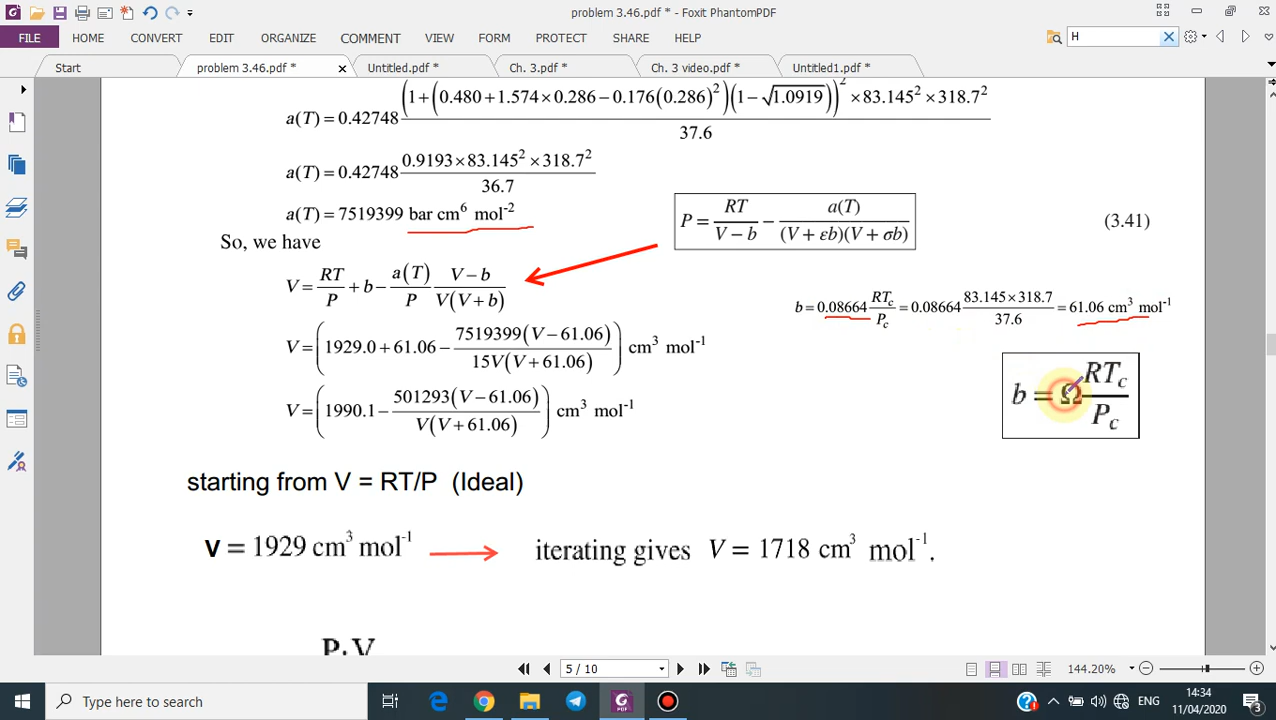 problem 3.46.pdf * - Foxit PhantomPDF
FILE HOME CONVERT EDIT ORGANIZE COMMENT VIEW FORM PROTECT SHARE HELP H
Start problem 3.46.pdf * Untitled.pdf * Ch. 3.pdf * Ch. 3 video.pdf * Untitled1.pdf *
a(T) = 0.42748 (1+(0.480+1.574×0.286−0.176(0.286)²)(1−√1.0919))² ×83.145²×318.7² / 37.6
a(T) = 0.42748 0.9193×83.145²×318.7² / 36.7
a(T) = 7519399 bar cm⁶ mol⁻²
So, we have
P = RT/(V − b) − a(T)/((V + εb)(V + σb)) (3.41)
V = RT/P + b − a(T)/P (V−b)/(V(V+b))
b = 0.08664 RTc/Pc = 0.08664 83.145×318.7/37.6 = 61.06 cm³ mol⁻¹
V = (1929.0+61.06− 7519399(V−61.06)/15V(V+61.06)) cm³ mol⁻¹
b = Ω RTc/Pc
V = (1990.1− 501293(V−61.06)/V(V+61.06)) cm³ mol⁻¹
starting from V = RT/P (Ideal)
V = 1929 cm³ mol⁻¹ iterating gives V = 1718 cm³ mol⁻¹.
5 / 10 144.20%
Type here to search ENG 14:34
11/04/2020 3